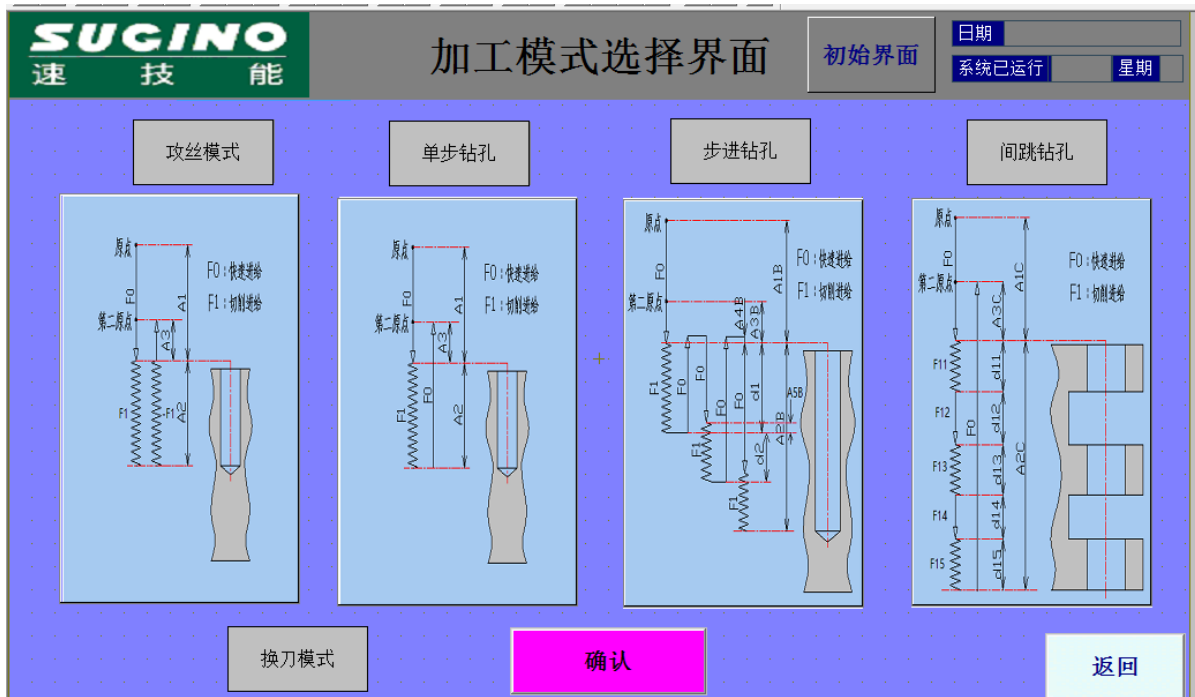 SUGINO
速 技 能
加工模式选择界面
初始界面
日期
系统已运行
星期
攻丝模式
单步钻孔
步进钻孔
间跳钻孔
原点
F0:快速进给
F1:切削进给
F0
A1
第二原点
A3
F1
-F1
A2
原点
F0:快速进给
F1:切削进给
A1
第二原点
A3
F1
F0
A2
原点
F0
A1B
F0:快速进给
F1:切削进给
第二原点
A4B
A3B
F1
F0
F0
F0
F0
d1
A5B
A2B
F1
d2
F1
原点
F0
A1C
F0:快速进给
F1:切削进给
第二原点
A3C
F11
d11
F12
d12
F0
A2C
F13
d13
F14
d14
F15
d15
换刀模式
确认
返回